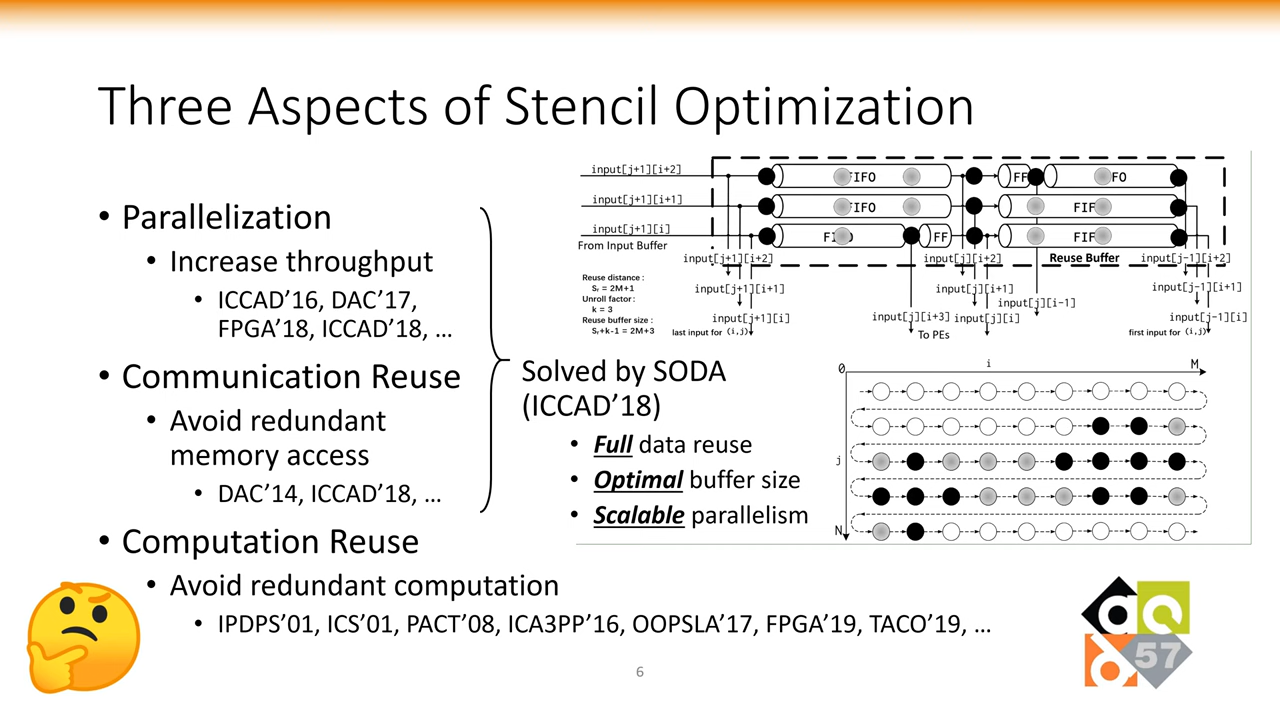 Three Aspects of Stencil Optimization
• Parallelization
• Increase throughput
• ICCAD’16, DAC’17,
FPGA’18, ICCAD’18, …
• Communication Reuse
• Avoid redundant
memory access
• DAC’14, ICCAD’18, …
• Computation Reuse
• Avoid redundant computation
• IPDPS’01, ICS’01, PACT’08, ICA3PP’16, OOPSLA’17, FPGA’19, TACO’19, …
Solved by SODA
(ICCAD’18)
• Full data reuse
• Optimal buffer size
• Scalable parallelism
input[j+1][i+2]
input[j+1][i+1]
input[j+1][i]
From Input Buffer
FF
FF
Reuse Buffer
input[j+1][i+2]
input[j][i+2]
input[j-1][i+2]
input[j+1][i+1]
input[j][i+1]
input[j-1][i+1]
input[j][i-1]
input[j+1][i]
input[j][i+3]
input[j][i]
input[j-1][i]
Reuse distance :
Sᵣ = 2M+1
Unroll factor :
k = 3
Reuse buffer size :
Sᵣ+k-1 = 2M+3
last input for (i,j)
To PEs
first input for (i,j)
0
i
M
j
N
57
6